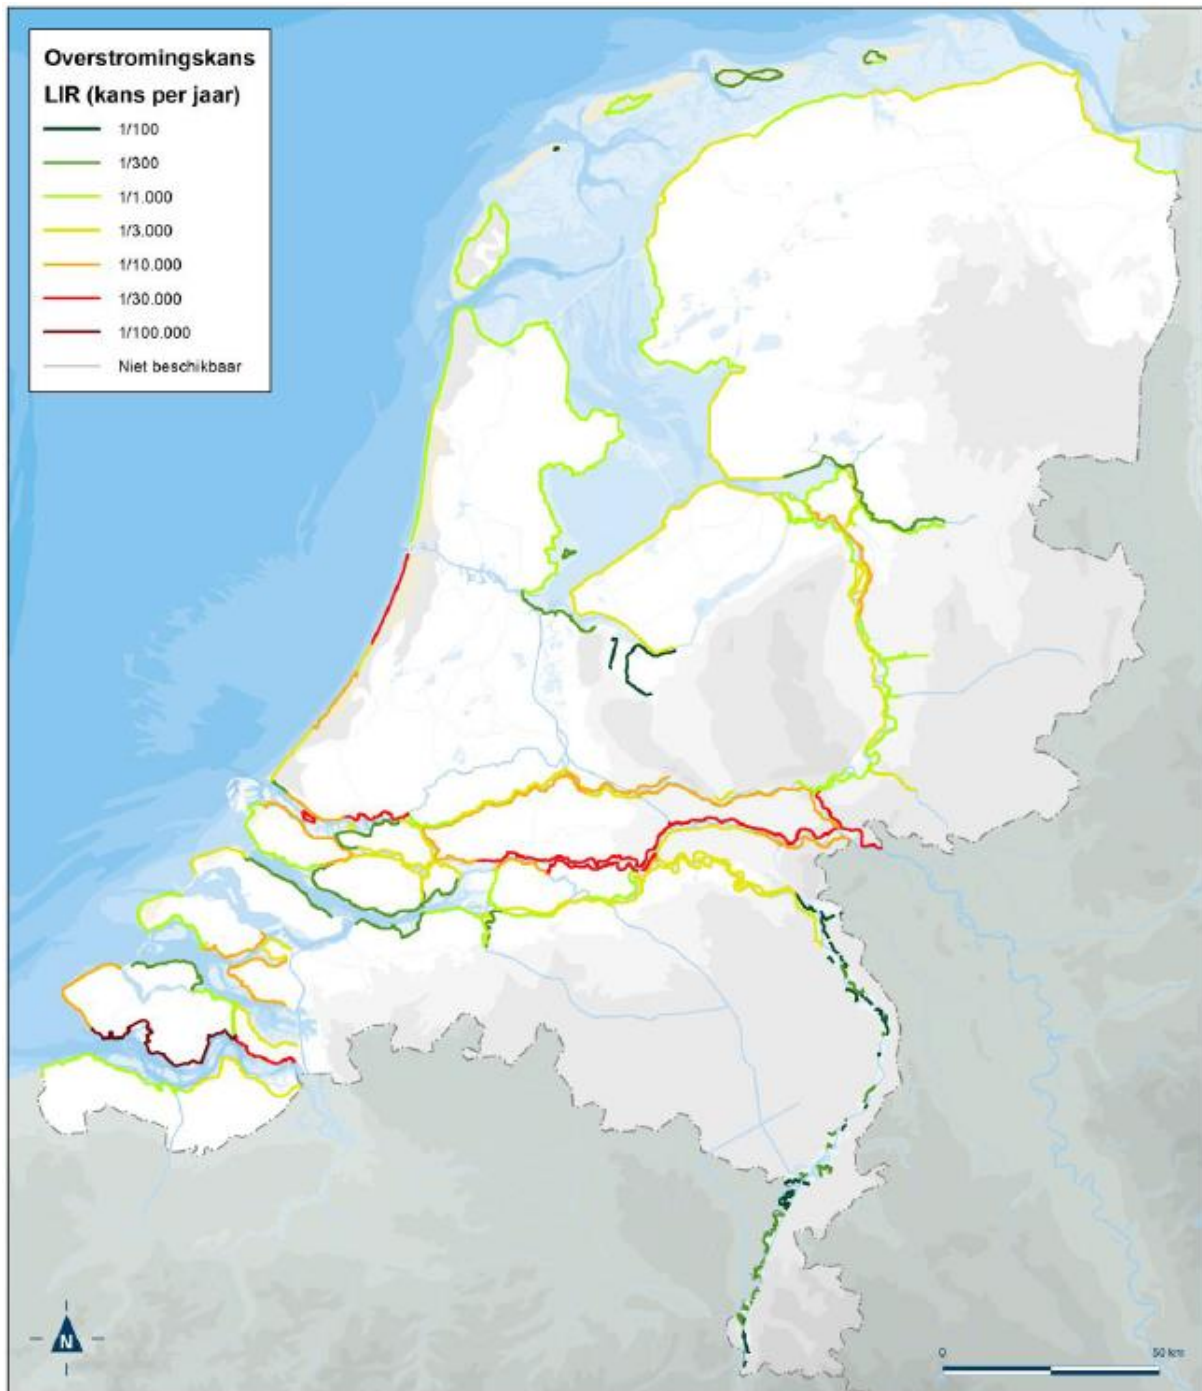 Overstromingskans
LIR (kans per jaar)
1/100
1/300
1/1.000
1/3.000
1/10.000
1/30.000
1/100.000
Niet beschikbaar
N
0
50 km